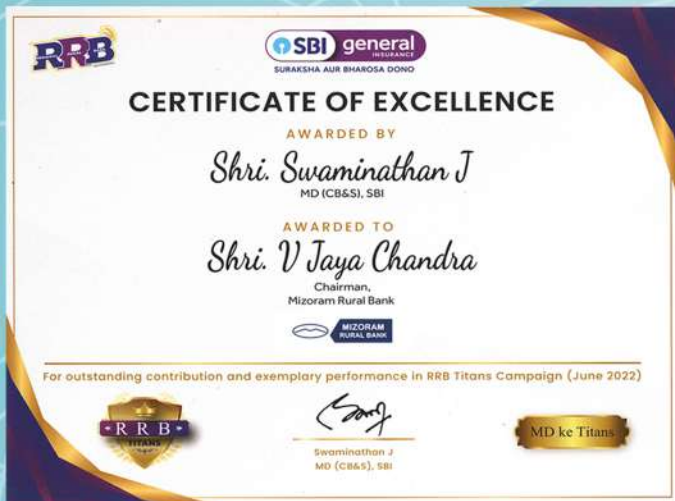 RRB
SBI general
INSURANCE
SURAKSHA AUR BHAROSA DONO
CERTIFICATE OF EXCELLENCE
AWARDED BY
Shri. Swaminathan J
MD (CB&S), SBI
AWARDED TO
Shri. V Jaya Chandra
Chairman,
Mizoram Rural Bank
MIZORAM
RURAL BANK
For outstanding contribution and exemplary performance in RRB Titans Campaign (June 2022)
RRB
TITANS
Swaminathan J
MD (CB&S), SBI
MD ke Titans